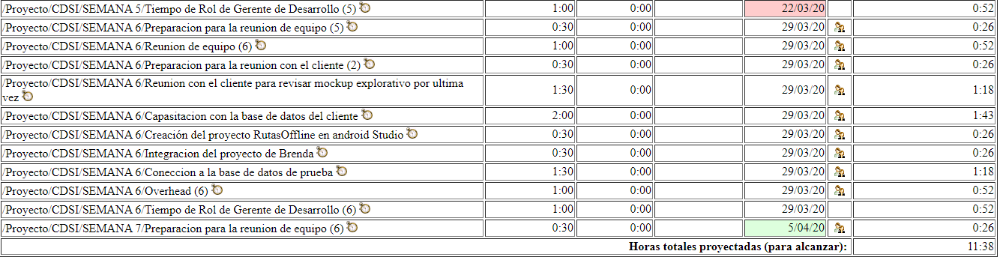 /Proyecto/CDSI/SEMANA 5/Tiempo de Rol de Gerente de Desarrollo (5) 1:00 0:00 22/03/20 0:52
/Proyecto/CDSI/SEMANA 6/Preparacion para la reunion de equipo (5) 0:30 0:00 29/03/20 0:26
/Proyecto/CDSI/SEMANA 6/Reunion de equipo (6) 1:00 0:00 29/03/20 0:52
/Proyecto/CDSI/SEMANA 6/Preparacion para la reunion con el cliente (2) 0:30 0:00 29/03/20 0:26
/Proyecto/CDSI/SEMANA 6/Reunion con el cliente para revisar mockup explorativo por ultima
vez 1:30 0:00 29/03/20 1:18
/Proyecto/CDSI/SEMANA 6/Capasitacion con la base de datos del cliente 2:00 0:00 29/03/20 1:43
/Proyecto/CDSI/SEMANA 6/Creación del proyecto RutasOffline en android Studio 0:30 0:00 29/03/20 0:26
/Proyecto/CDSI/SEMANA 6/Integracion del proyecto de Brenda 0:30 0:00 29/03/20 0:26
/Proyecto/CDSI/SEMANA 6/Coneccion a la base de datos de prueba 1:30 0:00 29/03/20 1:18
/Proyecto/CDSI/SEMANA 6/Overhead (6) 1:00 0:00 29/03/20 0:52
/Proyecto/CDSI/SEMANA 6/Tiempo de Rol de Gerente de Desarrollo (6) 1:00 0:00 29/03/20 0:52
/Proyecto/CDSI/SEMANA 7/Preparacion para la reunion de equipo (6) 0:30 0:00 5/04/20 0:26
Horas totales proyectadas (para alcanzar): 11:38